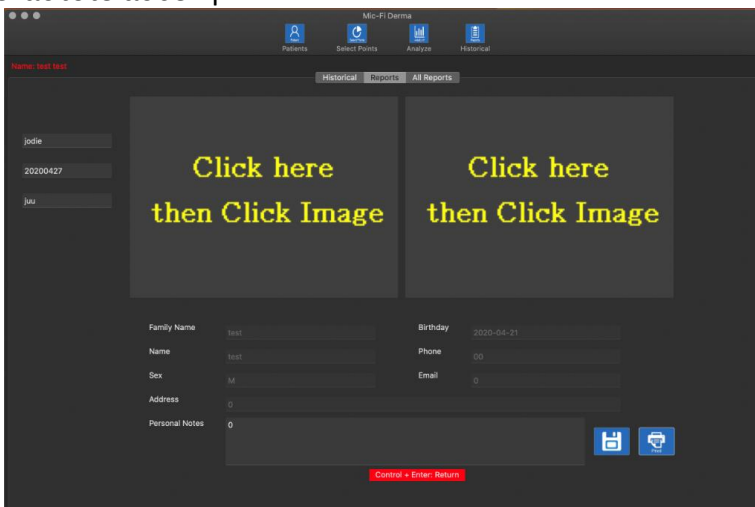 Mic-Fi Derma
Patients
Select Points
Analyze
Historical
Name: test test
Historical
Reports
All Reports
jodie
20200427
juu
Click here
then Click Image
Click here
then Click Image
Family Name
test
Birthday
2020-04-21
Name
test
Phone
00
Sex
M
Email
0
Address
0
Personal Notes
0
Print
Control + Enter: Return